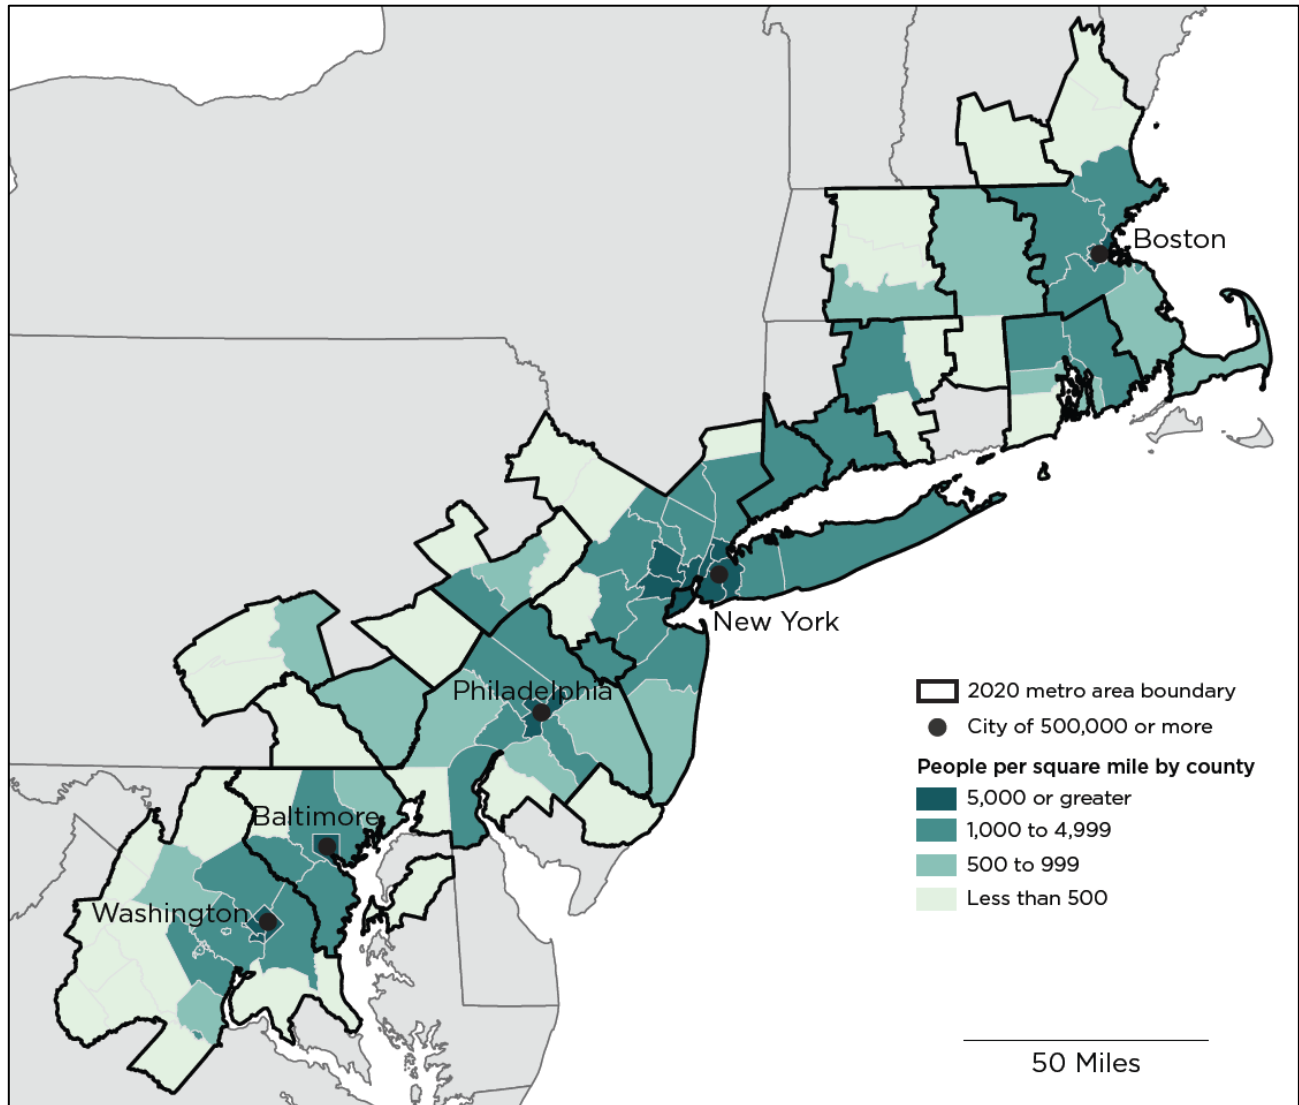 Boston
New York
Philadelphia
Baltimore
Washington
2020 metro area boundary
City of 500,000 or more
People per square mile by county
5,000 or greater
1,000 to 4,999
500 to 999
Less than 500
50 Miles